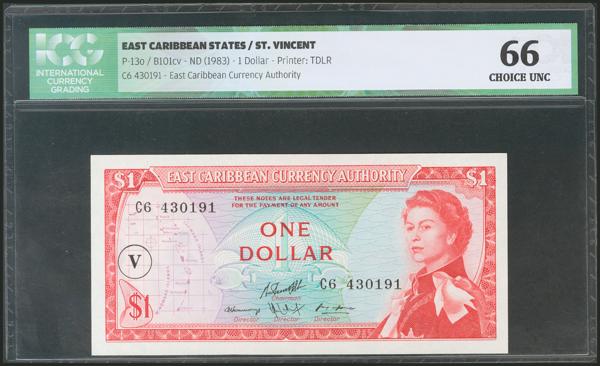 ICG
INTERNATIONAL
CURRENCY
GRADING
EAST CARIBBEAN STATES / ST. VINCENT
P-13o / B101cv - ND (1983) - 1 Dollar - Printer: TDLR
C6 430191 - East Caribbean Currency Authority
66
CHOICE UNC
$1 EAST CARIBBEAN CURRENCY AUTHORITY $1
THESE NOTES ARE LEGAL TENDER
FOR THE PAYMENT OF ANY AMOUNT
C6 430191
ONE
DOLLAR
V
C6 430191
Chairman
$1
Director Director Director